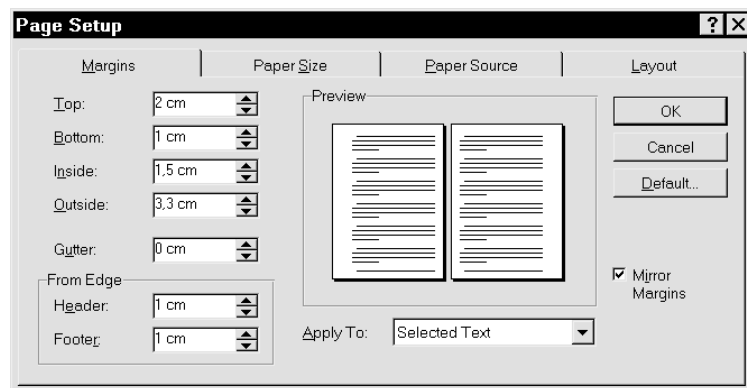 Page Setup
Margins Paper Size Paper Source Layout
Top: 2 cm Preview OK
Bottom: 1 cm Cancel
Inside: 1,5 cm Default...
Outside: 3,3 cm
Gutter: 0 cm
From Edge Mirror
Header: 1 cm Margins
Footer: 1 cm Apply To: Selected Text